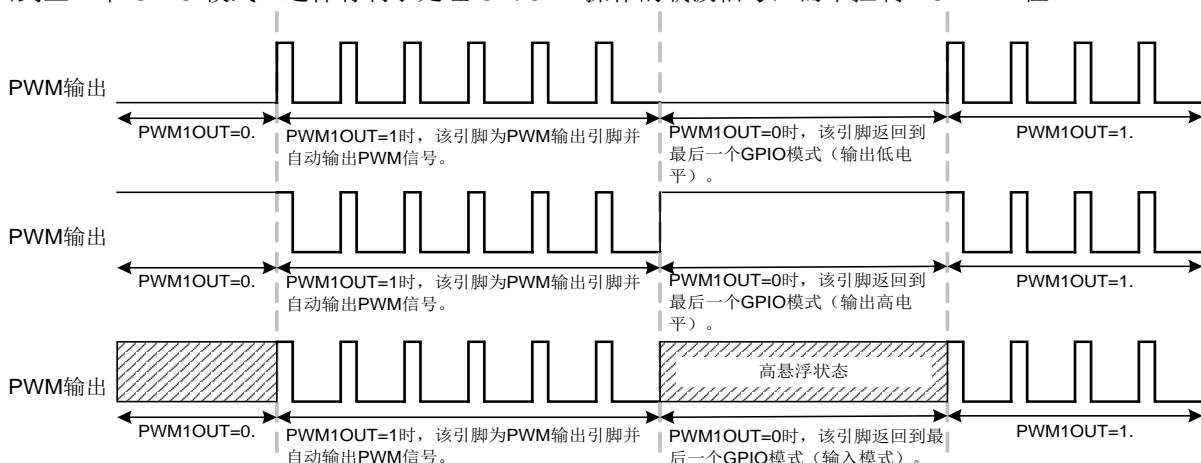 PWM输出
PWM1OUT=0.
PWM1OUT=1时，该引脚为PWM输出引脚并
自动输出PWM信号。
PWM1OUT=0时，该引脚返回到
最后一个GPIO模式（输出低电
平）。
PWM1OUT=1.
PWM输出
PWM1OUT=0.
PWM1OUT=1时，该引脚为PWM输出引脚并
自动输出PWM信号。
PWM1OUT=0时，该引脚返回到
最后一个GPIO模式（输出高电
平）。
PWM1OUT=1.
PWM输出
高悬浮状态
PWM1OUT=0.
PWM1OUT=1时，该引脚为PWM输出引脚并
自动输出PWM信号。
PWM1OUT=0时，该引脚返回到最
后一个GPIO模式（输入模式）。
PWM1OUT=1.